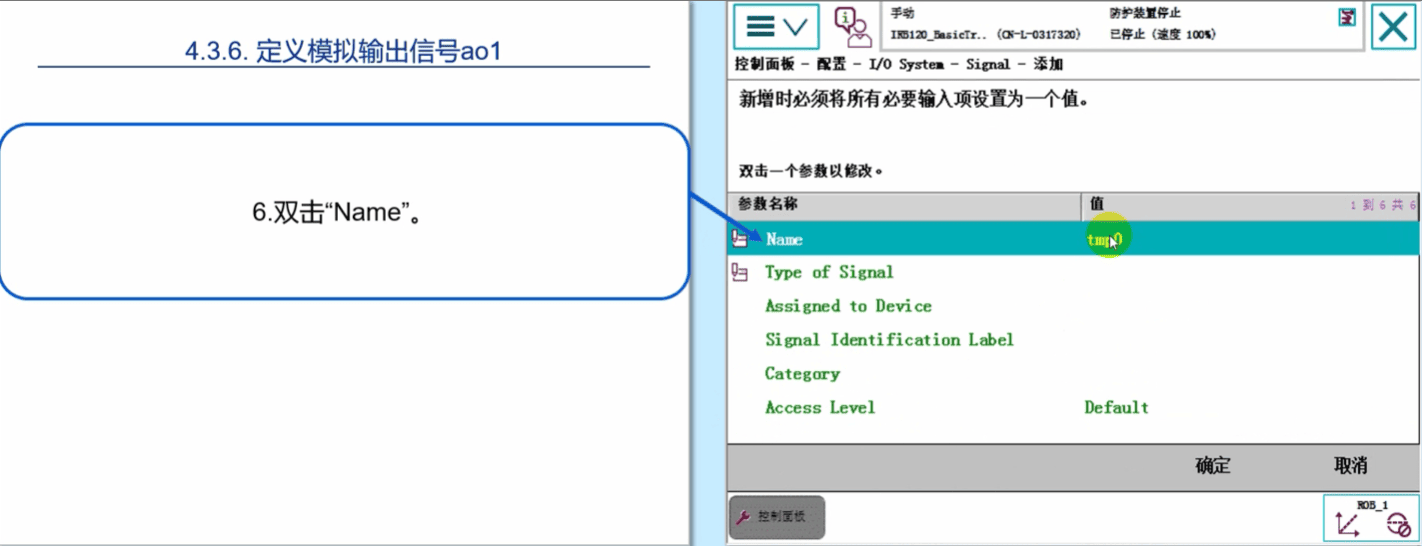 4.3.6. 定义模拟输出信号ao1
6.双击“Name”。
手动
防护装置停止
IRB120_BasicTr.. (CN-L-0317320)
已停止 (速度 100%)
控制面板 - 配置 - I/O System - Signal - 添加
新增时必须将所有必要输入项设置为一个值。
双击一个参数以修改。
参数名称
值
1 到 6 共 6
Name
tmp0
Type of Signal
Assigned to Device
Signal Identification Label
Category
Access Level
Default
确定
取消
控制面板
ROB_1